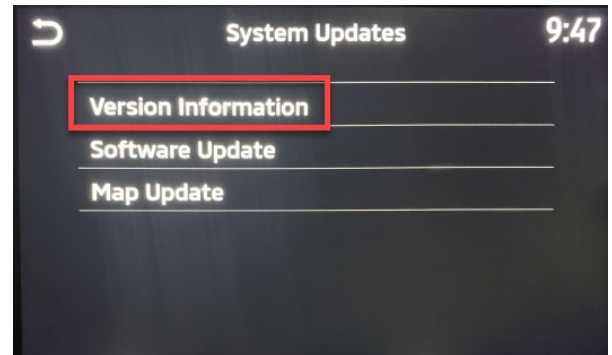 System Updates 9:47
Version Information
Software Update
Map Update